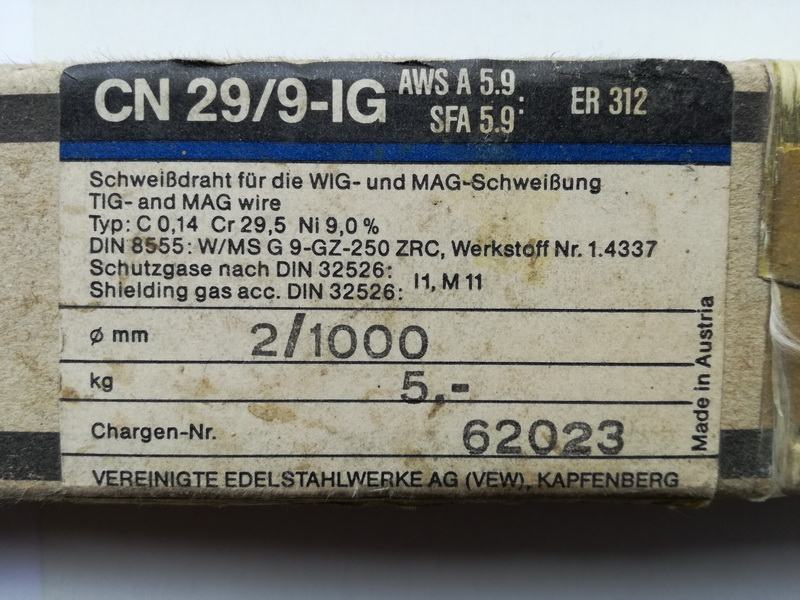 CN 29/9-IG AWS A 5.9 SFA 5.9: ER 312
Schweißdraht für die WIG- und MAG-Schweißung
TIG- and MAG wire
Typ: C 0,14 Cr 29,5 Ni 9,0 %
DIN 8555: W/MS G 9-GZ-250 ZRC, Werkstoff Nr. 1.4337
Schutzgase nach DIN 32526:
Shielding gas acc. DIN 32526: I1, M 11
ø mm 2/1000
kg 5,-
Chargen-Nr. 62023
VEREINIGTE EDELSTAHLWERKE AG (VEW), KAPFENBERG
Made in Austria